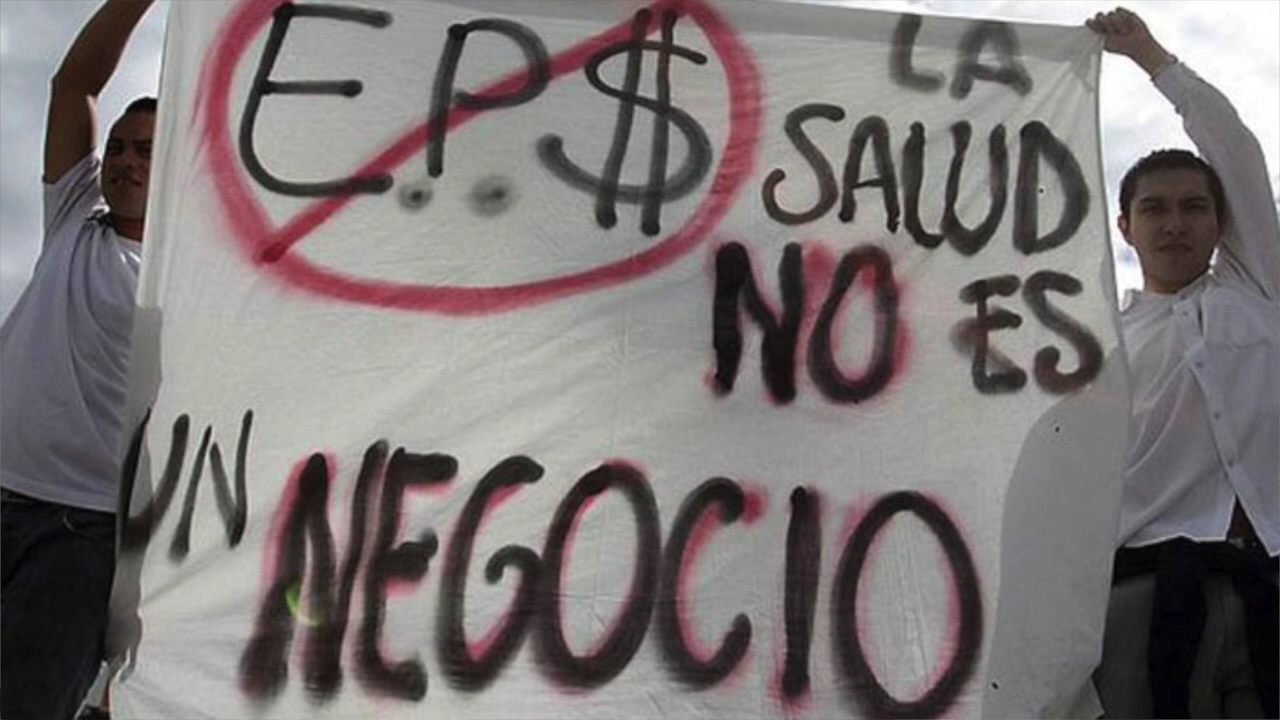 E.P.$
LA
SALUD
NO ES
UN NEGOCIO